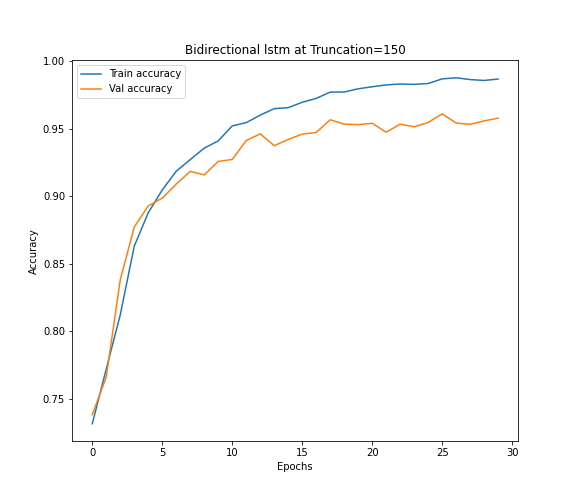 Bidirectional lstm at Truncation=150
Train accuracy
Val accuracy
1.00
0.95
0.90
0.85
0.80
0.75
Accuracy
0 5 10 15 20 25 30
Epochs